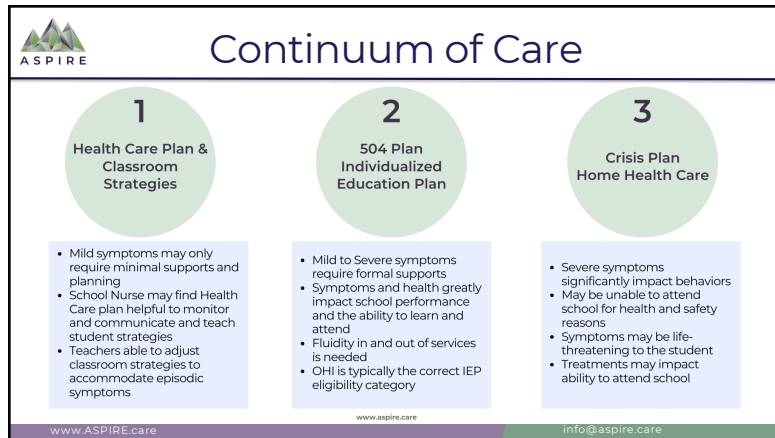 ASPIRE
Continuum of Care
1
Health Care Plan &
Classroom
Strategies
• Mild symptoms may only
require minimal supports and
planning
• School Nurse may find Health
Care plan helpful to monitor
and communicate and teach
student strategies
• Teachers able to adjust
classroom strategies to
accommodate episodic
symptoms
2
504 Plan
Individualized
Education Plan
• Mild to Severe symptoms
require formal supports
• Symptoms and health greatly
impact school performance
and the ability to learn and
attend
• Fluidity in and out of services
is needed
• OHI is typically the correct IEP
eligibility category
3
Crisis Plan
Home Health Care
• Severe symptoms
significantly impact behaviors
• May be unable to attend
school for health and safety
reasons
• Symptoms may be life-
threatening to the student
• Treatments may impact
ability to attend school
www.aspire.care
www.ASPIRE.care
info@aspire.care